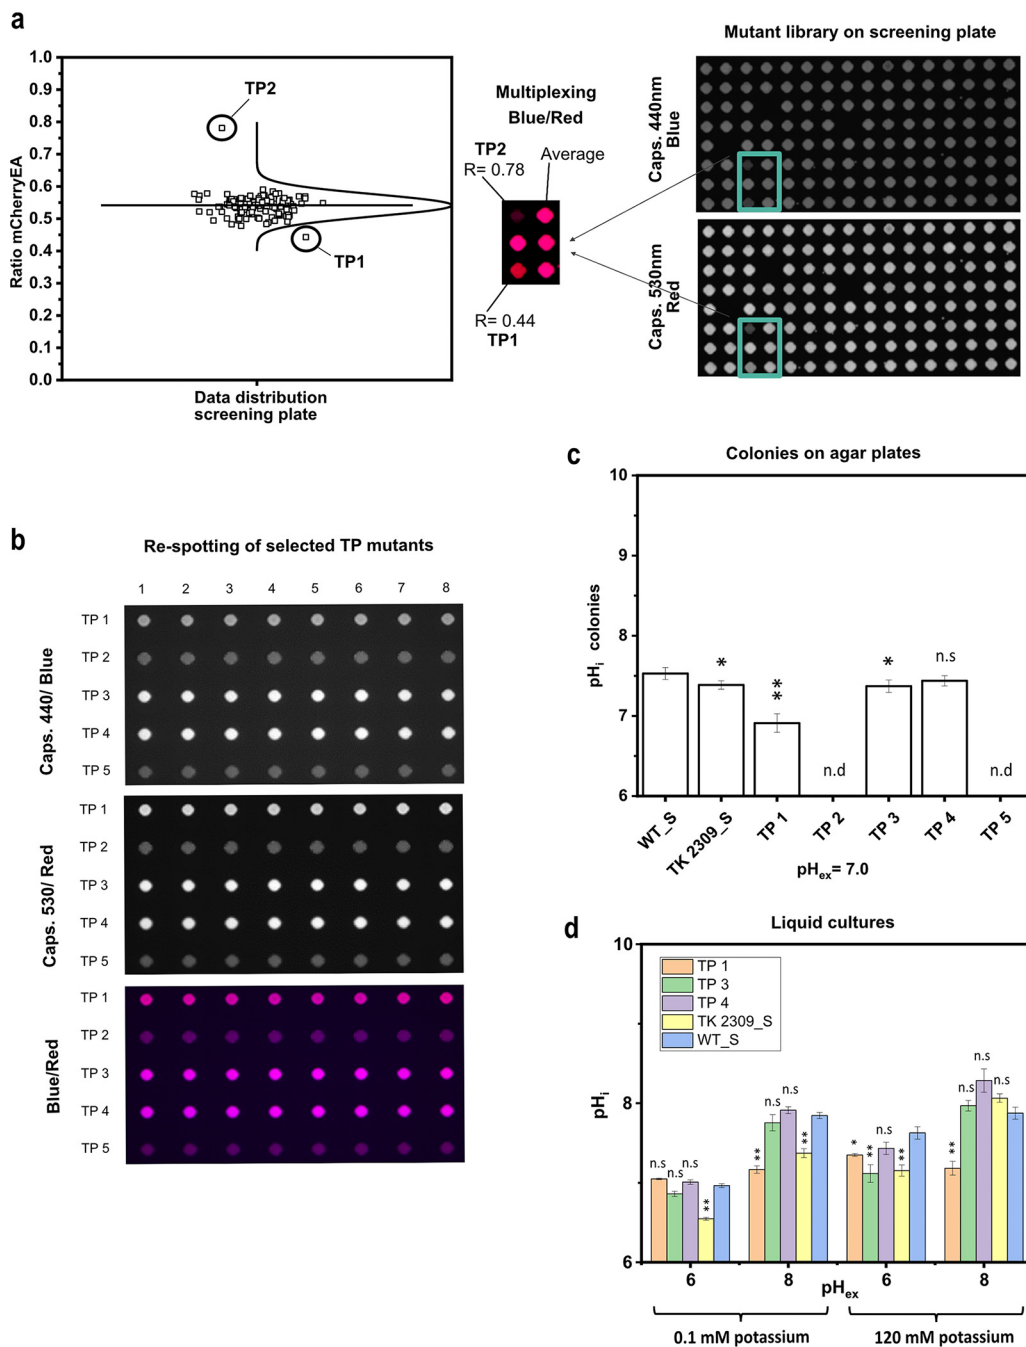 a
Mutant library on screening plate
1.0
0.9
0.8
0.7
0.6
0.5
0.4
0.3
0.2
0.1
0.0
Ratio mCherryEA
TP2
TP1
Data distribution
screening plate
Multiplexing
Blue/Red
TP2
R= 0.78
Average
R= 0.44
TP1
Caps. 440nm
Blue
Caps. 530nm
Red
b
Re-spotting of selected TP mutants
1 2 3 4 5 6 7 8
Caps. 440/ Blue
TP 1
TP 2
TP 3
TP 4
TP 5
Caps. 530/ Red
TP 1
TP 2
TP 3
TP 4
TP 5
Blue/Red
TP 1
TP 2
TP 3
TP 4
TP 5
c
Colonies on agar plates
10
9
8
7
6
pHi colonies
*
**
n.d
*
n.s
n.d
WT_S
TK 2309_S
TP 1
TP 2
TP 3
TP 4
TP 5
pHex= 7.0
d
Liquid cultures
10
9
8
7
6
pHi
TP 1
TP 3
TP 4
TK 2309_S
WT_S
n.s n.s n.s **
** n.s n.s **
* ** n.s **
** n.s n.s n.s
6 8 6 8
pHex
0.1 mM potassium 120 mM potassium